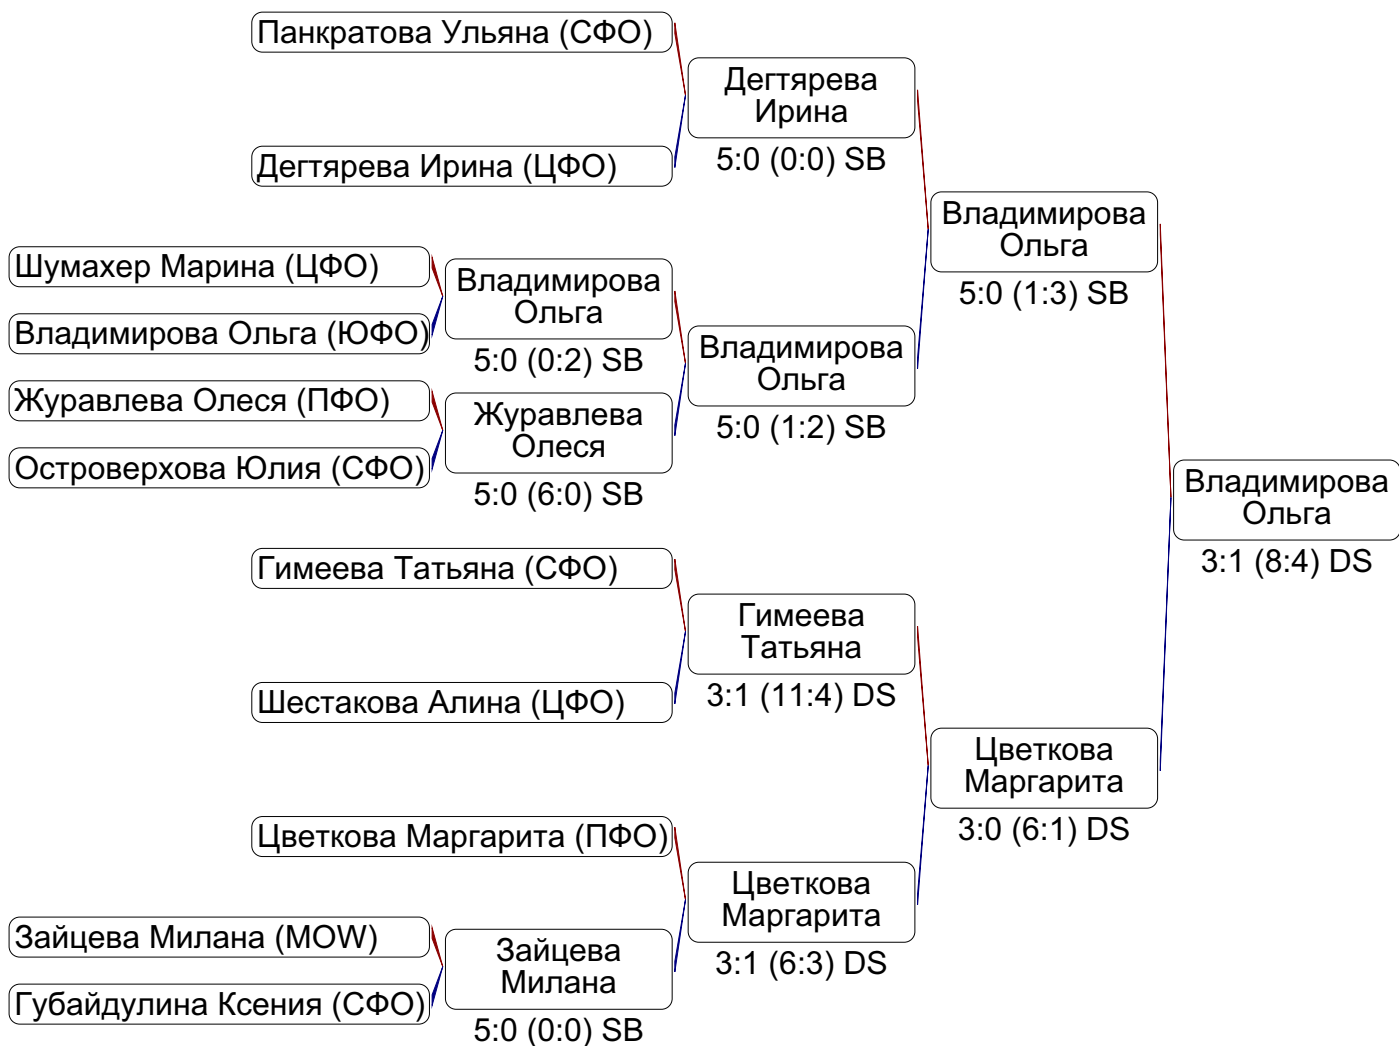 Панкратова Ульяна (СФО)
Дегтярева
Ирина
5:0 (0:0) SB
Дегтярева Ирина (ЦФО)
Владимирова
Ольга
5:0 (1:3) SB
Шумахер Марина (ЦФО)
Владимирова
Ольга
5:0 (0:2) SB
Владимирова Ольга (ЮФО)
Владимирова
Ольга
5:0 (1:2) SB
Журавлева Олеся (ПФО)
Журавлева
Олеся
5:0 (6:0) SB
Островерхова Юлия (СФО)
Владимирова
Ольга
3:1 (8:4) DS
Гимеева Татьяна (СФО)
Гимеева
Татьяна
3:1 (11:4) DS
Шестакова Алина (ЦФО)
Цветкова
Маргарита
3:0 (6:1) DS
Цветкова Маргарита (ПФО)
Цветкова
Маргарита
3:1 (6:3) DS
Зайцева Милана (MOW)
Зайцева
Милана
5:0 (0:0) SB
Губайдулина Ксения (СФО)